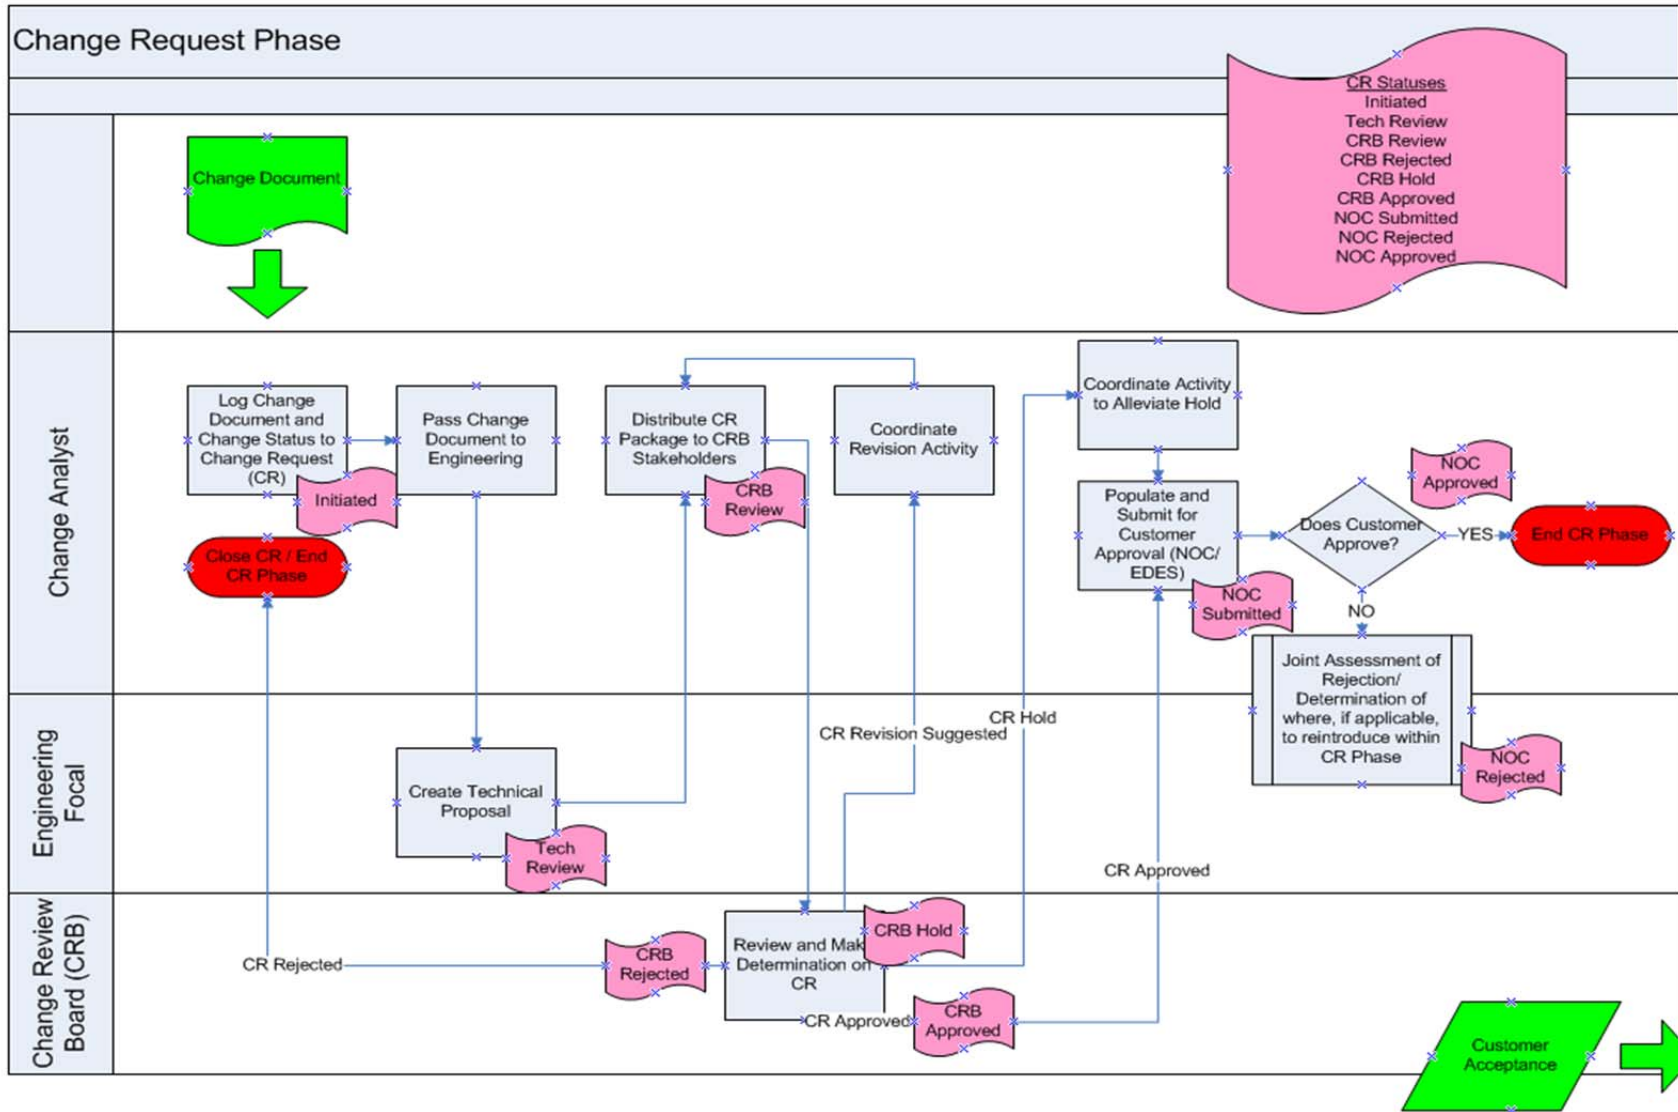 Change Request Phase
CR Statuses
Initiated
Tech Review
CRB Review
CRB Rejected
CRB Hold
CRB Approved
NOC Submitted
NOC Rejected
NOC Approved
Change Document
Change Analyst
Log Change
Document and
Change Status to
Change Request
(CR)
Initiated
Pass Change
Document to
Engineering
Distribute CR
Package to CRB
Stakeholders
CRB
Review
Coordinate
Revision Activity
Coordinate Activity
to Alleviate Hold
Populate and
Submit for
Customer
Approval (NOC/
EDES)
NOC
Submitted
Does Customer
Approve?
YES
NOC
Approved
End CR Phase
NO
Close CR / End
CR Phase
Joint Assessment of
Rejection/
Determination of
where, if applicable,
to reintroduce within
CR Phase
NOC
Rejected
Engineering
Focal
Create Technical
Proposal
Tech
Review
CR Revision Suggested
CR Hold
CR Approved
Change Review
Board (CRB)
CR Rejected
CRB
Rejected
Review and Mak
Determination on
CR
CRB Hold
CR Approved
CRB
Approved
Customer
Acceptance